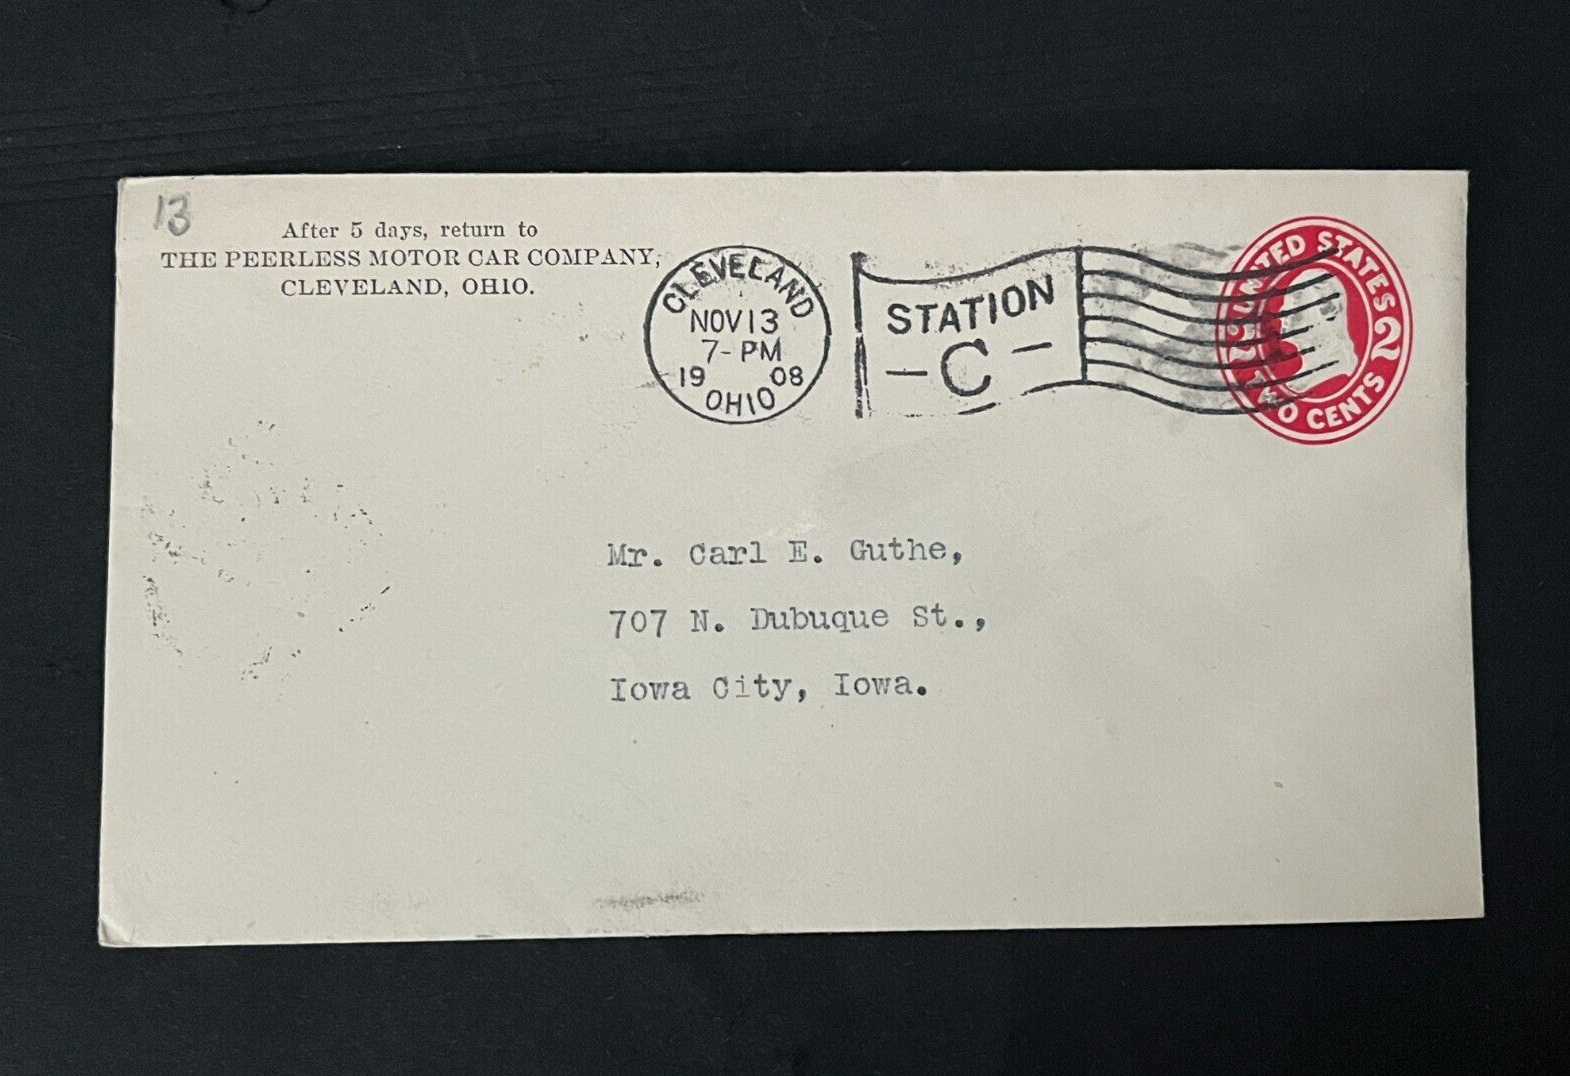 13
After 5 days, return to
THE PEERLESS MOTOR CAR COMPANY,
CLEVELAND, OHIO.
CLEVELAND
NOV 13
7- PM
19 08
OHIO
STATION
- C -
UNITED STATES
2 2
TWO CENTS
Mr. Carl E. Guthe,
707 N. Dubuque St.,
Iowa City, Iowa.